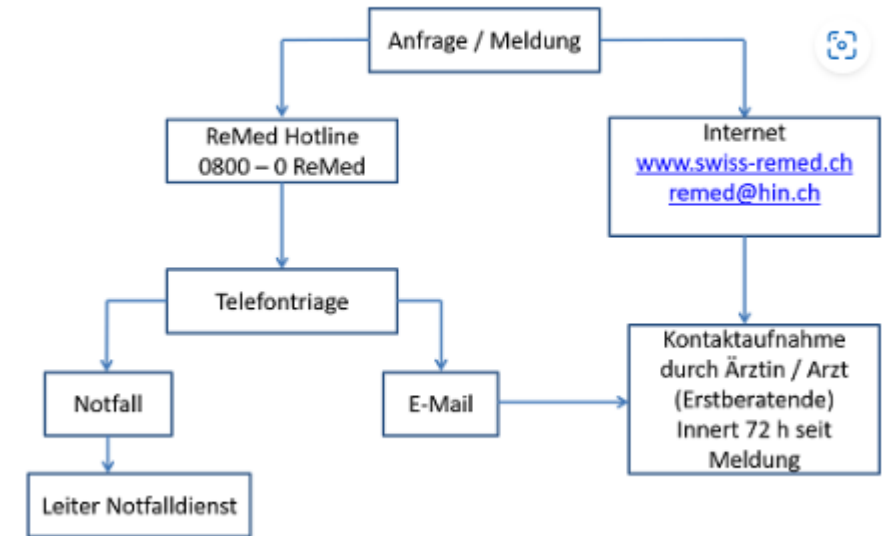 Anfrage / Meldung
ReMed Hotline
0800 – 0 ReMed
Internet
www.swiss-remed.ch
remed@hin.ch
Telefontriage
Kontaktaufnahme
durch Ärztin / Arzt
(Erstberatende)
Innert 72 h seit
Meldung
Notfall
E-Mail
Leiter Notfalldienst